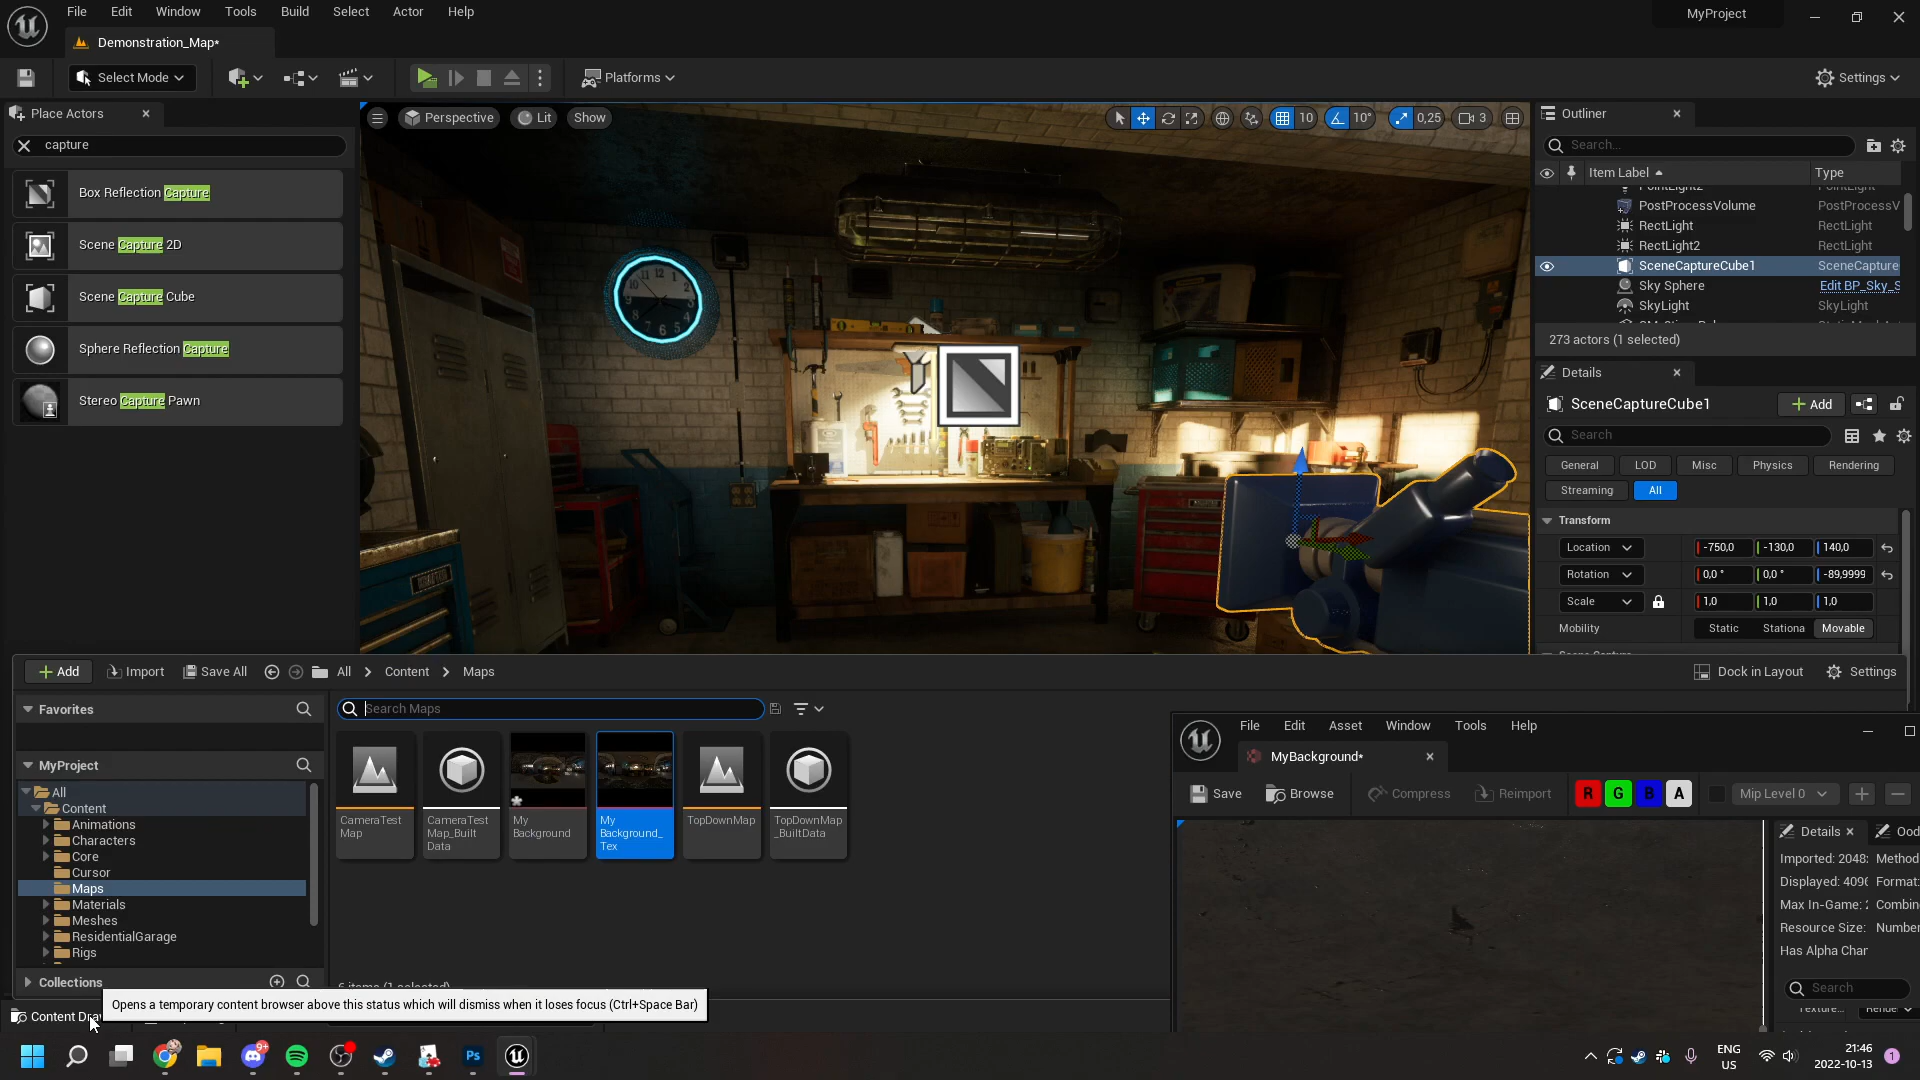 File Edit Window Tools Build Select Actor Help
MyProject
Demonstration_Map*
Select Mode
Platforms
Settings
Place Actors
capture
Box Reflection Capture
Scene Capture 2D
Scene Capture Cube
Sphere Reflection Capture
Stereo Capture Pawn
Perspective Lit Show
10 10° 0,25 3
Outliner
Search...
Item Label Type
PointLight2 PointLight
PostProcessVolume PostProcessV
RectLight RectLight
RectLight2 RectLight
SceneCaptureCube1 SceneCapture
Sky Sphere Edit BP_Sky_S
SkyLight SkyLight
273 actors (1 selected)
Details
SceneCaptureCube1 Add
Search
General LOD Misc Physics Rendering
Streaming All
Transform
Location -750,0 -130,0 140,0
Rotation 0,0 ° 0,0 ° -89,9999
Scale 1,0 1,0 1,0
Mobility Static Stationa Movable
Add Import Save All All Content Maps
Dock in Layout Settings
Favorites
Search Maps
MyProject
All
Content
Animations
Characters
Core
Cursor
Maps
Materials
Meshes
ResidentialGarage
Rigs
Collections
CameraTest
Map
CameraTest
Map_Built
Data
My
Background
My
Background_
Tex
TopDownMap
TopDownMap
_BuiltData
6 items (1 selected)
Opens a temporary content browser above this status which will dismiss when it loses focus (Ctrl+Space Bar)
Content Dra
File Edit Asset Window Tools Help
MyBackground*
Save Browse Compress Reimport R G B A Mip Level 0
Details Ood
Imported: 2048: Method
Displayed: 409 Format:
Max In-Game: Combin
Resource Size: Number
Has Alpha Char
Search
Ps
ENG
US
21:46
2022-10-13
1